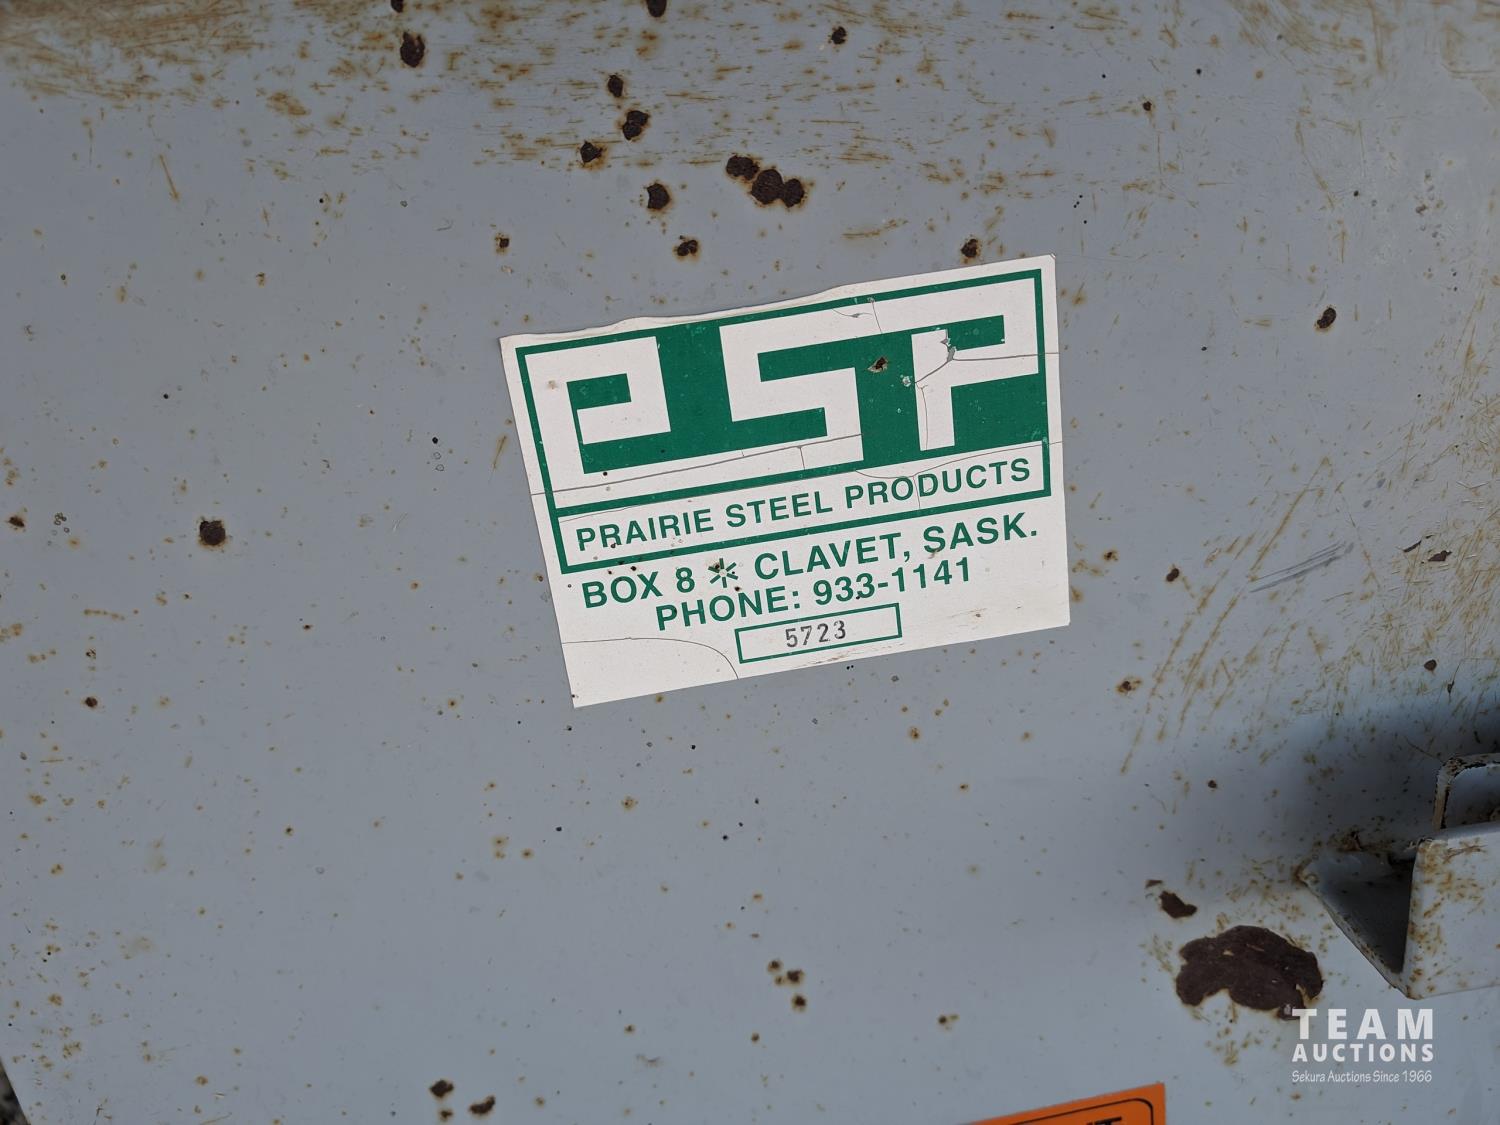 PSP
PRAIRIE STEEL PRODUCTS
BOX 8 * CLAVET, SASK.
PHONE: 933-1141
5723
TEAM
AUCTIONS
Sekura Auctions Since 1966